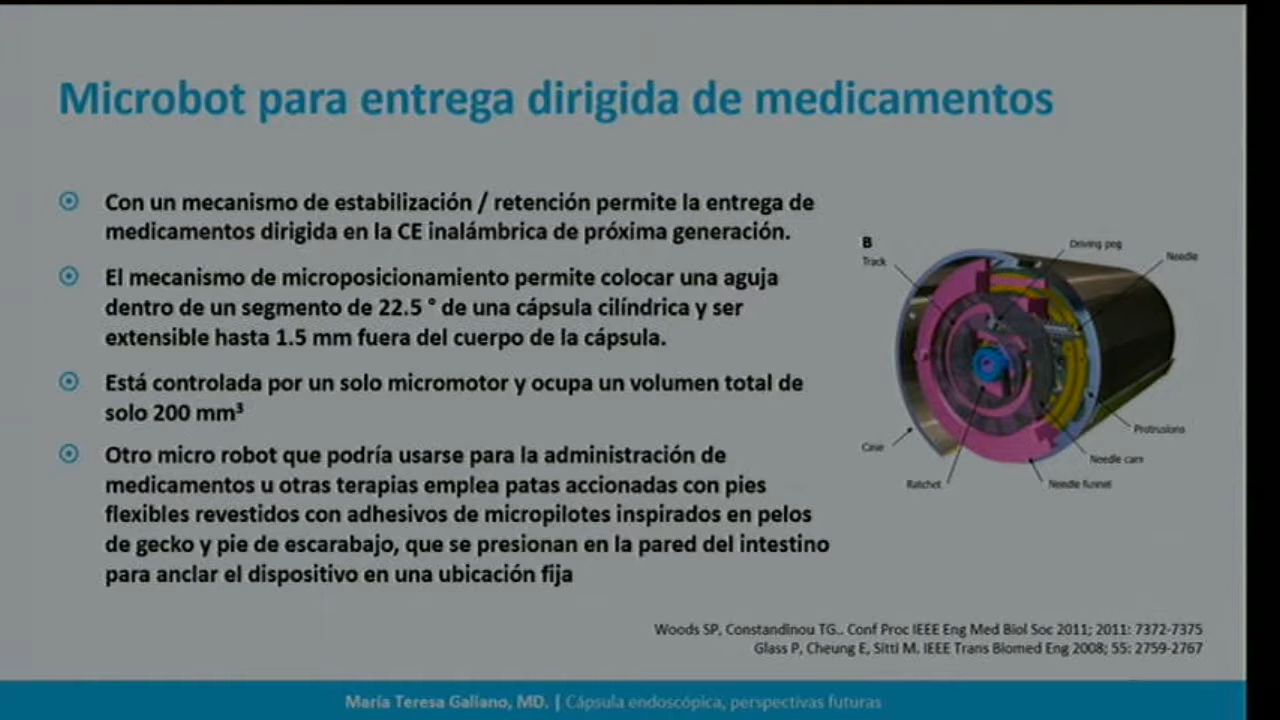 Microbot para entrega dirigida de medicamentos
Con un mecanismo de estabilización / retención permite la entrega de
medicamentos dirigida en la CE inalámbrica de próxima generación.
El mecanismo de microposicionamiento permite colocar una aguja
dentro de un segmento de 22.5 ° de una cápsula cilíndrica y ser
extensible hasta 1.5 mm fuera del cuerpo de la cápsula.
Está controlada por un solo micromotor y ocupa un volumen total de
solo 200 mm³
Otro micro robot que podría usarse para la administración de
medicamentos u otras terapias emplea patas accionadas con pies
flexibles revestidos con adhesivos de micropilotes inspirados en pelos
de gecko y pie de escarabajo, que se presionan en la pared del intestino
para anclar el dispositivo en una ubicación fija
B
Track
Driving peg
Needle
Case
Ratchet
Needle funnel
Needle cam
Protrusions
Woods SP, Constandinou TG.. Conf Proc IEEE Eng Med Biol Soc 2011; 2011: 7372-7375
Glass P, Cheung E, Sitti M. IEEE Trans Biomed Eng 2008; 55: 2759-2767
María Teresa Galiano, MD. | Cápsula endoscópica, perspectivas futuras